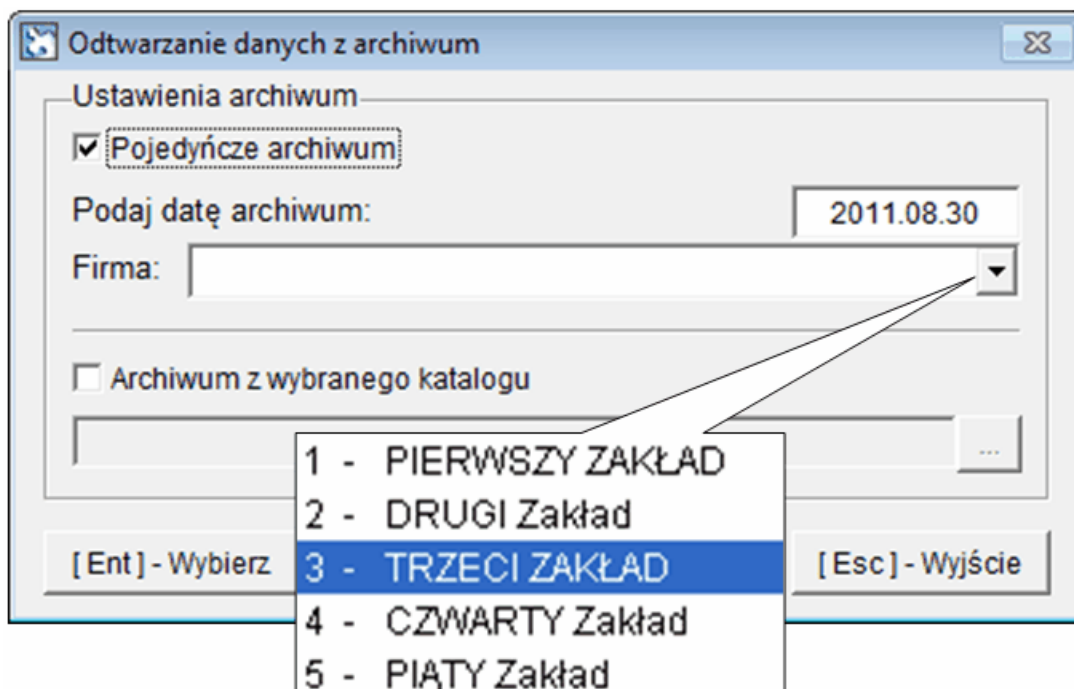 Odtwarzanie danych z archiwum
Ustawienia archiwum
Pojedyńcze archiwum
Podaj datę archiwum: 2011.08.30
Firma:
Archiwum z wybranego katalogu
...
1 - PIERWSZY ZAKŁAD
2 - DRUGI Zakład
3 - TRZECI ZAKŁAD
4 - CZWARTY Zakład
5 - PIĄTY Zakład
[ Ent ] - Wybierz
[ Esc ] - Wyjście